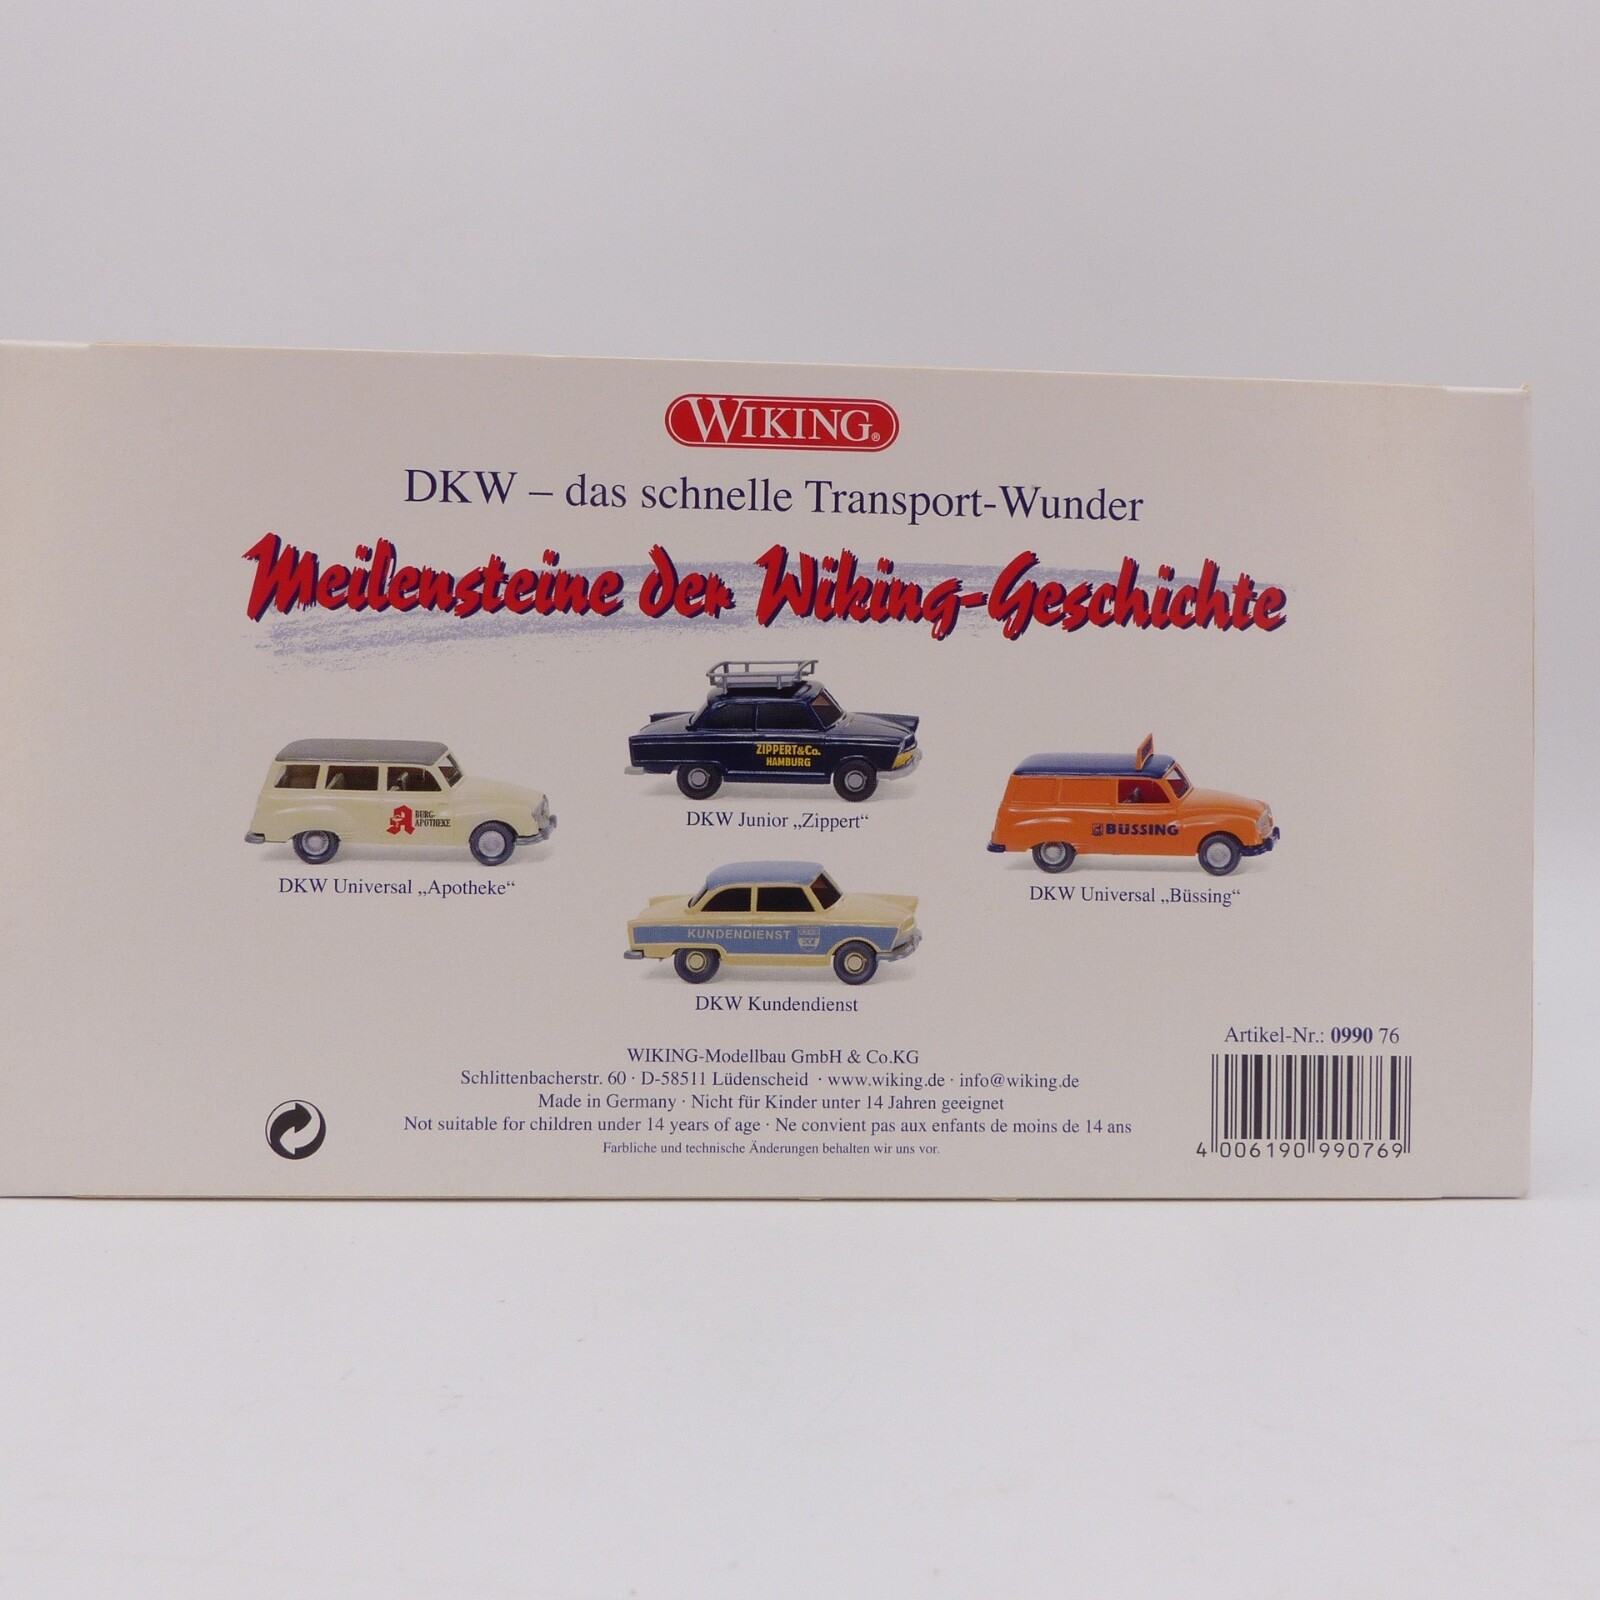 WIKING®
DKW – das schnelle Transport-Wunder
Meilensteine der Wiking-Geschichte
ZIPPERT&Co.
HAMBURG
DKW Junior „Zippert“
BURG-
APOTHEKE
DKW Universal „Apotheke“
BÜSSING
DKW Universal „Büssing“
KUNDENDIENST
DKW Kundendienst
Artikel-Nr.: 0990 76
WIKING-Modellbau GmbH & Co.KG
Schlittenbacherstr. 60 · D-58511 Lüdenscheid · www.wiking.de · info@wiking.de
Made in Germany · Nicht für Kinder unter 14 Jahren geeignet
Not suitable for children under 14 years of age · Ne convient pas aux enfants de moins de 14 ans
Farbliche und technische Änderungen behalten wir uns vor.
4 006190 990769